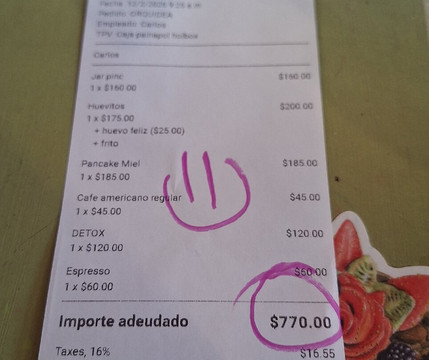 Carlos
Jar pinc $160.00
1 x $160.00
Huevitos $200.00
1 x $175.00
+ huevo feliz ($25.00)
+ frito
Pancake Miel $185.00
1 x $185.00
Cafe americano regular $45.00
1 x $45.00
DETOX $120.00
1 x $120.00
Espresso $60.00
1 x $60.00
Importe adeudado $770.00
Taxes, 16% $16.55